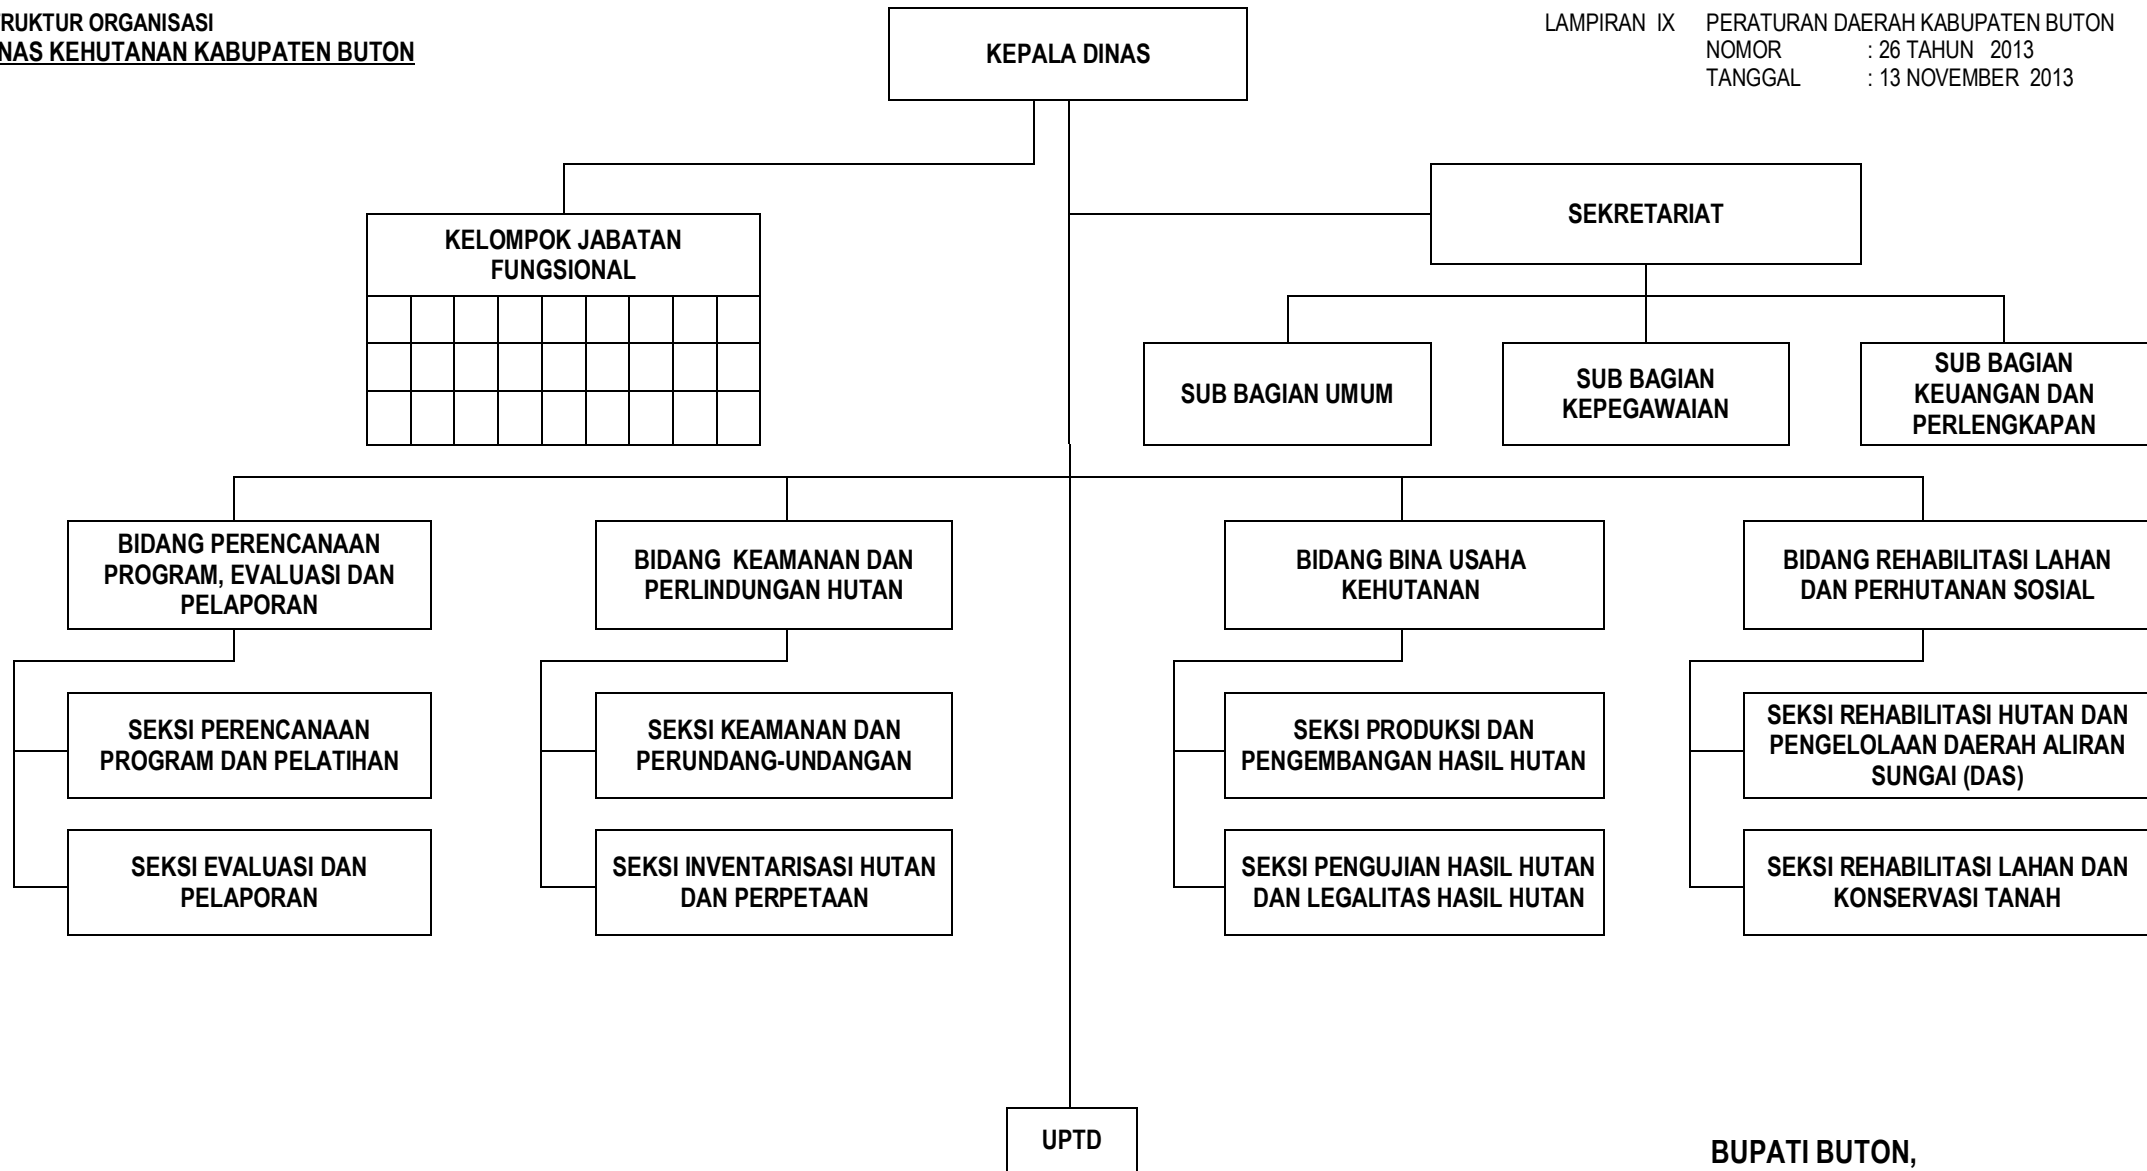 TRUKTUR ORGANISASI
NAS KEHUTANAN KABUPATEN BUTON
KEPALA DINAS
LAMPIRAN IX PERATURAN DAERAH KABUPATEN BUTON
NOMOR : 26 TAHUN 2013
TANGGAL : 13 NOVEMBER 2013
SEKRETARIAT
KELOMPOK JABATAN
FUNGSIONAL
SUB BAGIAN UMUM
SUB BAGIAN
KEPEGAWAIAN
SUB BAGIAN
KEUANGAN DAN
PERLENGKAPAN
BIDANG PERENCANAAN
PROGRAM, EVALUASI DAN
PELAPORAN
BIDANG KEAMANAN DAN
PERLINDUNGAN HUTAN
BIDANG BINA USAHA
KEHUTANAN
BIDANG REHABILITASI LAHAN
DAN PERHUTANAN SOSIAL
SEKSI PERENCANAAN
PROGRAM DAN PELATIHAN
SEKSI KEAMANAN DAN
PERUNDANG-UNDANGAN
SEKSI PRODUKSI DAN
PENGEMBANGAN HASIL HUTAN
SEKSI REHABILITASI HUTAN DAN
PENGELOLAAN DAERAH ALIRAN
SUNGAI (DAS)
SEKSI EVALUASI DAN
PELAPORAN
SEKSI INVENTARISASI HUTAN
DAN PERPETAAN
SEKSI PENGUJIAN HASIL HUTAN
DAN LEGALITAS HASIL HUTAN
SEKSI REHABILITASI LAHAN DAN
KONSERVASI TANAH
UPTD
BUPATI BUTON,